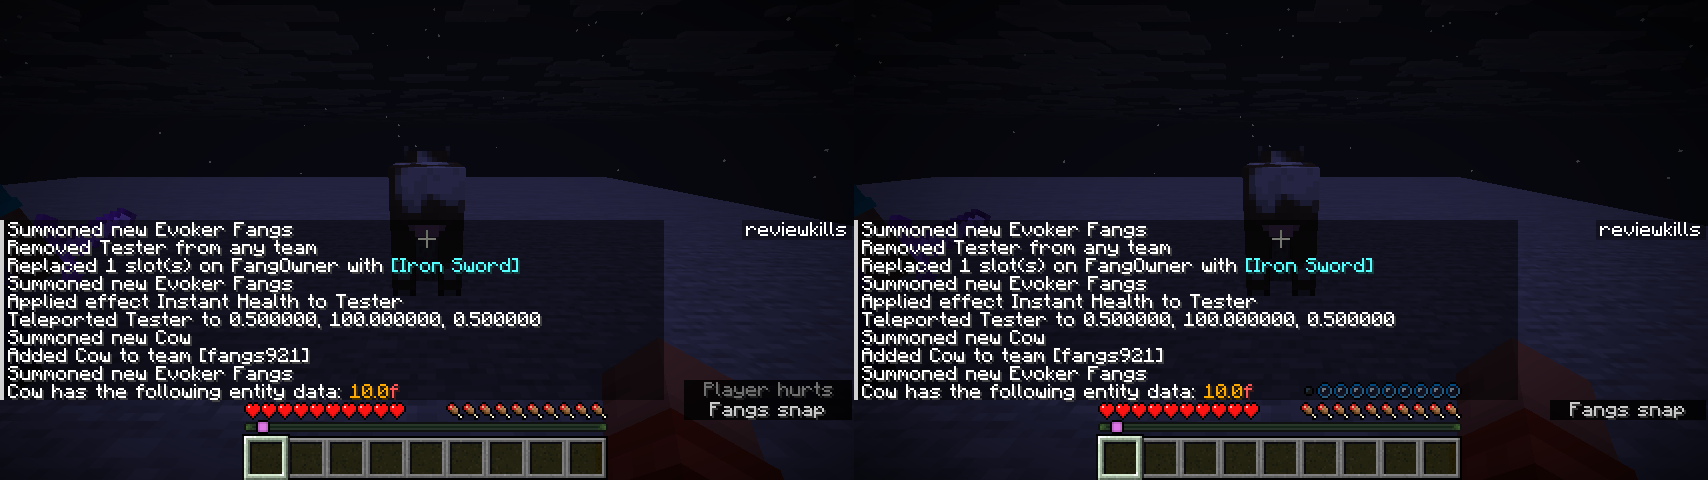 Summoned new Evoker Fangs
Removed Tester from any team
Replaced 1 slot(s) on FangOwner with [Iron Sword]
Summoned new Evoker Fangs
Applied effect Instant Health to Tester
Teleported Tester to 0.500000, 100.000000, 0.500000
Summoned new Cow
Added Cow to team [fangs921]
Summoned new Evoker Fangs
Cow has the following entity data: 10.0f
reviewkills
Player hurts
Fangs snap
Summoned new Evoker Fangs
Removed Tester from any team
Replaced 1 slot(s) on FangOwner with [Iron Sword]
Summoned new Evoker Fangs
Applied effect Instant Health to Tester
Teleported Tester to 0.500000, 100.000000, 0.500000
Summoned new Cow
Added Cow to team [fangs921]
Summoned new Evoker Fangs
Cow has the following entity data: 10.0f
reviewkills
Fangs snap